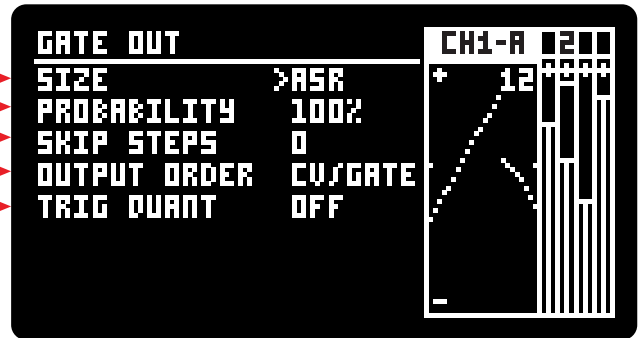 GATE OUT
SIZE >ASR
PROBABILITY 100%
SKIP STEPS 0
OUTPUT ORDER CV/GATE
TRIG QUANT OFF
CH1-A 2
+ 12
-